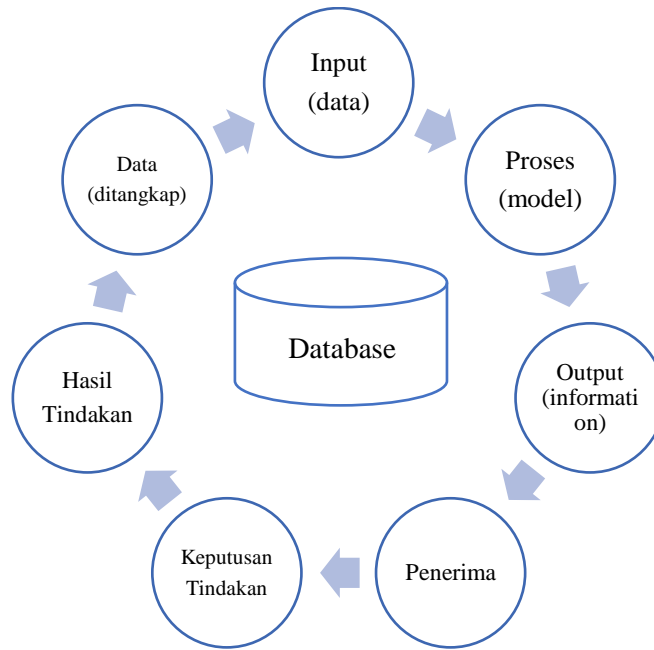 Input
(data)
Proses
(model)
Output
(informati
on)
Penerima
Keputusan
Tindakan
Hasil
Tindakan
Data
(ditangkap)
Database